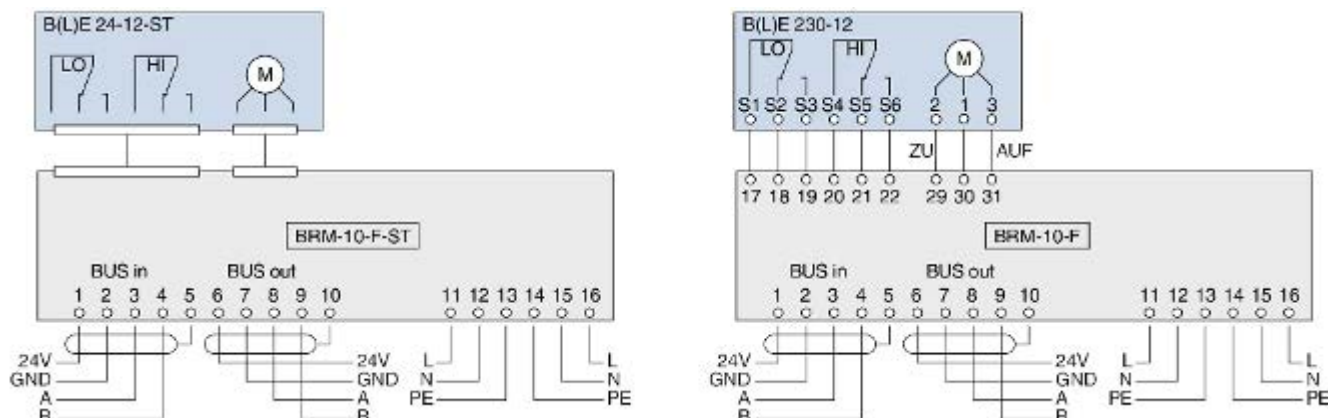 B(L)E 24-12-ST
LO HI M
BRM-10-F-ST
BUS in BUS out
1 2 3 4 5 6 7 8 9 10 11 12 13 14 15 16
24V 24V L L
GND GND N N
A A PE PE
B B
B(L)E 230-12
LO HI M
S1 S2 S3 S4 S5 S6 2 1 3
ZU AUF
17 18 19 20 21 22 29 30 31
BRM-10-F
BUS in BUS out
1 2 3 4 5 6 7 8 9 10 11 12 13 14 15 16
24V 24V L L
GND GND N N
A A PE PE
B B